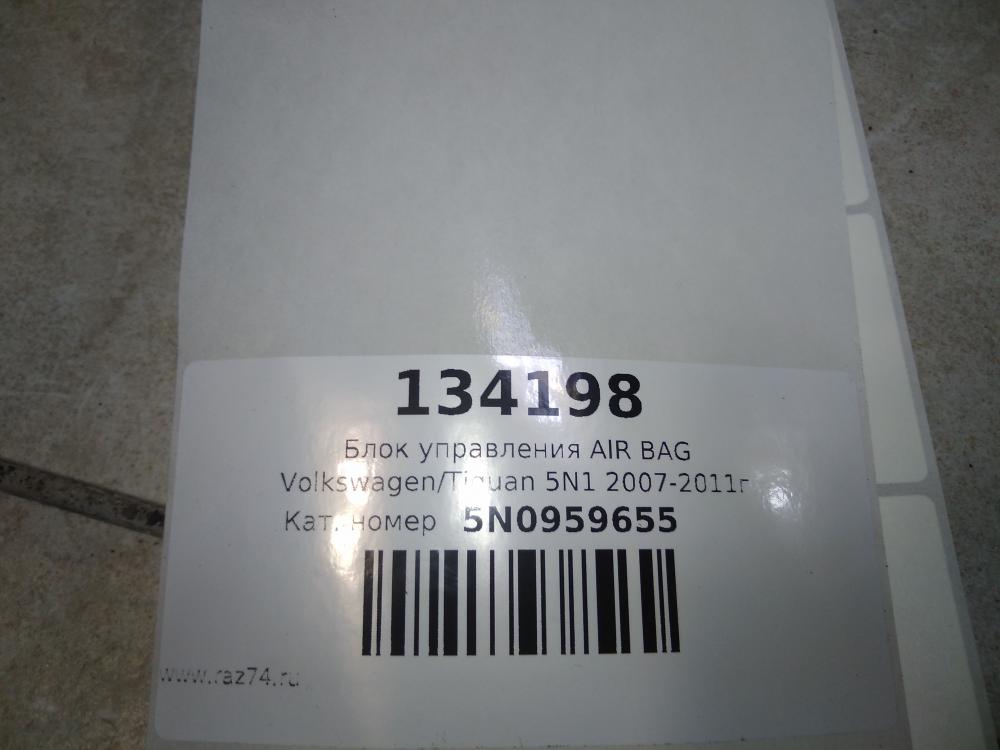 134198
Блок управления AIR BAG
Volkswagen/Tiguan 5N1 2007-2011г
Кат. номер 5N0959655
www.raz74.ru